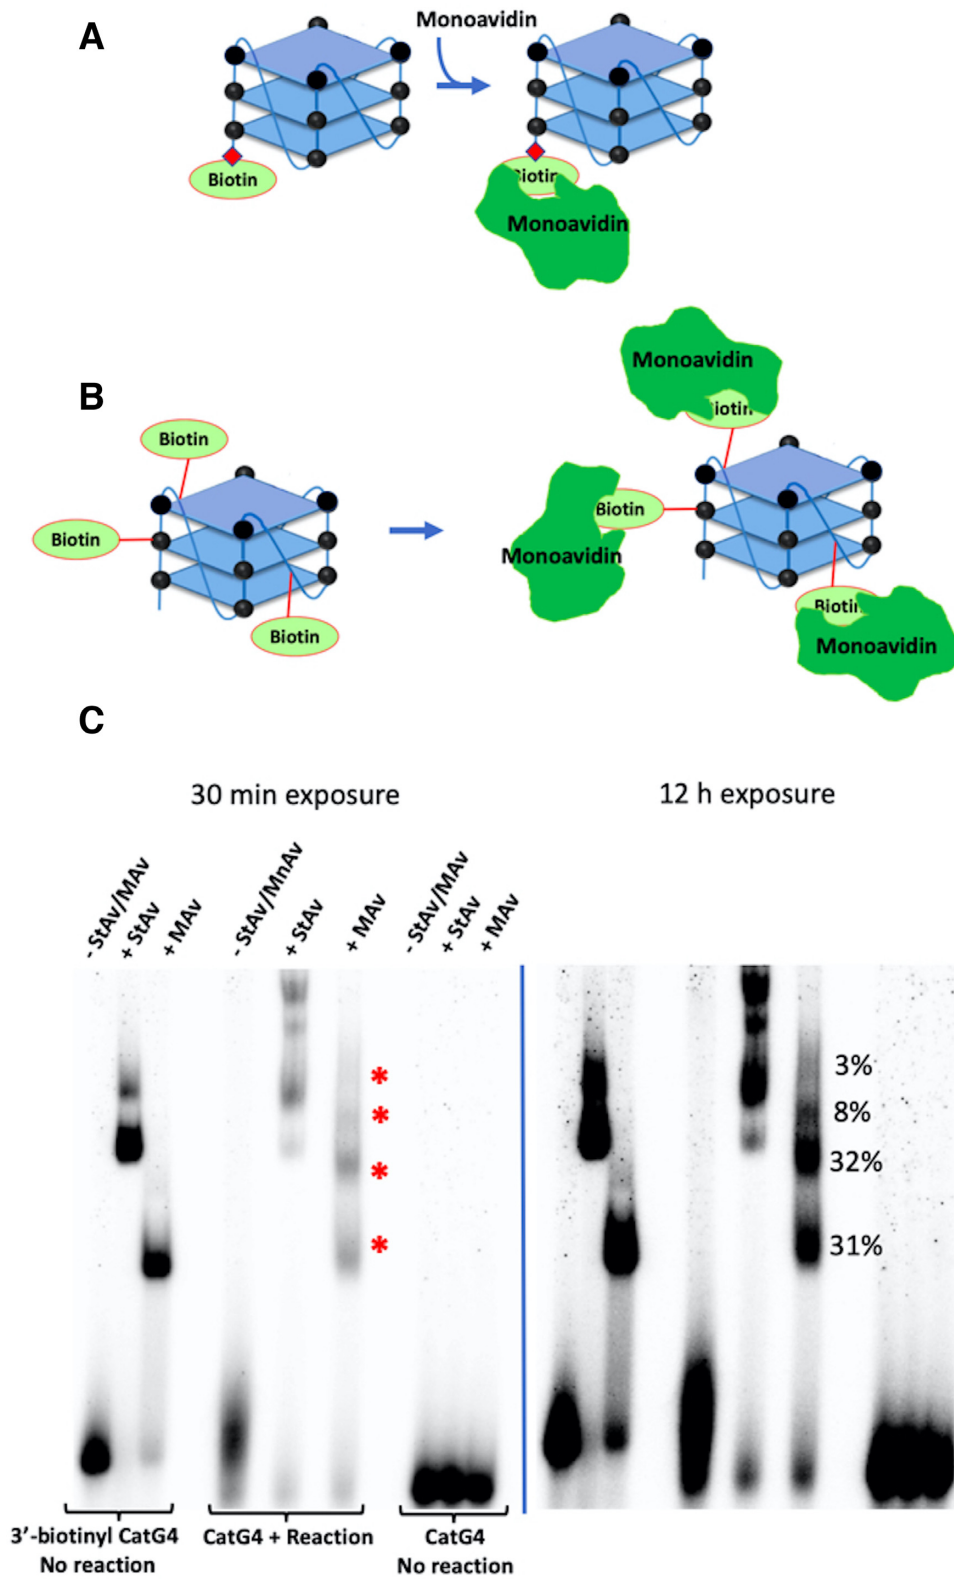 A
Monoavidin
Biotin
Biotin
Monoavidin
B
Monoavidin
Biotin
Biotin
Biotin
Biotin
Monoavidin
Biotin
Biotin
Monoavidin
C
30 min exposure
12 h exposure
- StAv/MAv
+ StAv
+ MAv
- StAv/MnAv
+ StAv
+ MAv
- StAv/MAv
+ StAv
+ MAv
*
*
*
*
3%
8%
32%
31%
3’-biotinyl CatG4
No reaction
CatG4 + Reaction
CatG4
No reaction